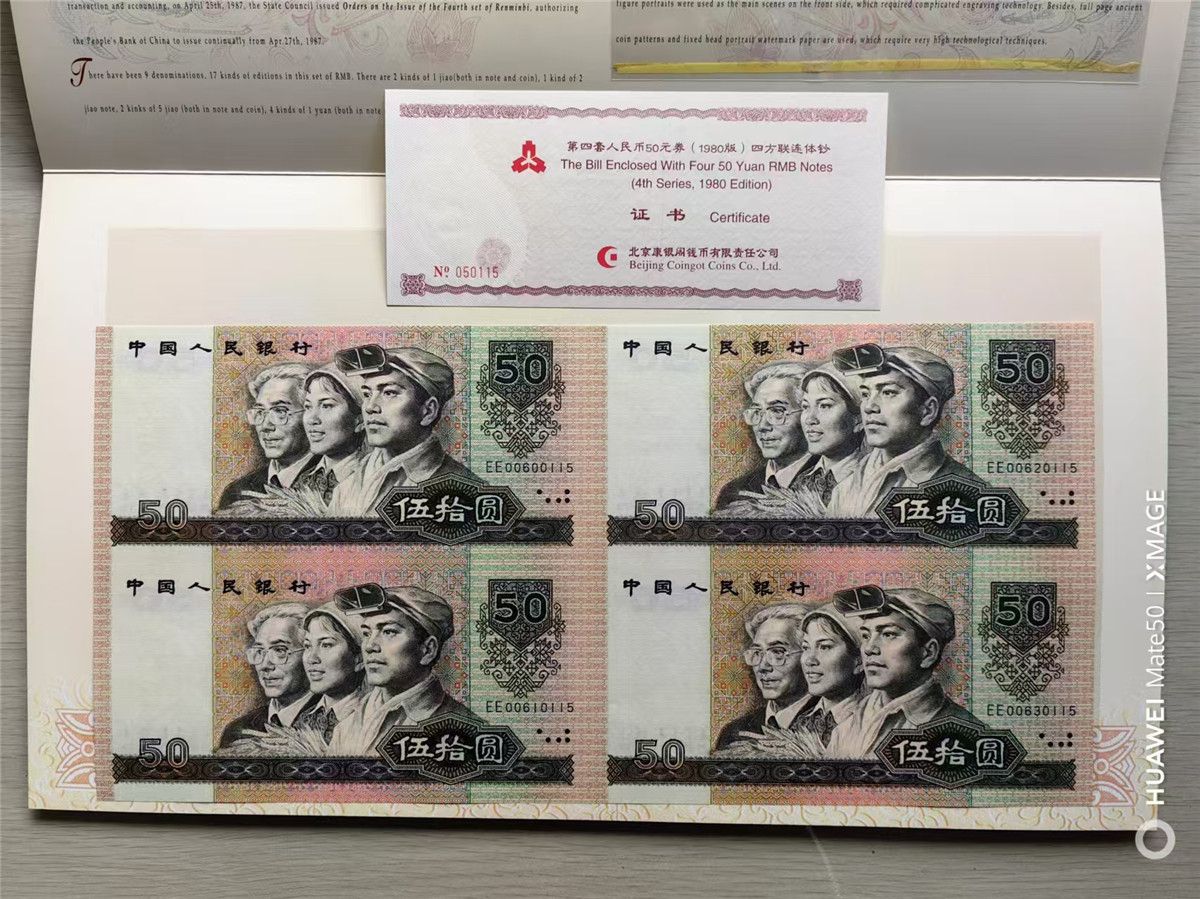 transaction and accounting, on April 25th, 1987, the State Council issued Orders on the Issue of the Fourth set of Renminbi, authorizing
the People's Bank of China to issue continually from Apr.27th, 1987.
There have been 9 denominations, 17 kinds of editions in this set of RMB. There are 2 kinds of 1 jiao(both in note and coin), 1 kind of 2
jiao note, 2 kinks of 5 jiao (both in note and coin), 4 kinds of 1 yuan (both in note
figure portraits were used as the main scenes on the front side, which required complicated engraving technology. Besides, full page ancient
coin patterns and fixed head portrait watermark paper are used, which require very high technological techniques.
第四套人民币50元券（1980版）四方联连体钞
The Bill Enclosed With Four 50 Yuan RMB Notes
(4th Series, 1980 Edition)
证书 Certificate
北京康银阁钱币有限责任公司
Beijing Coingot Coins Co., Ltd.
Nº 050115
中国人民银行
50
EE00600115
50
伍拾圆
中国人民银行
50
EE00620115
50
伍拾圆
中国人民银行
50
EE00610115
50
伍拾圆
中国人民银行
50
EE00630115
50
伍拾圆
HUAWEI Mate50 | XMAGE